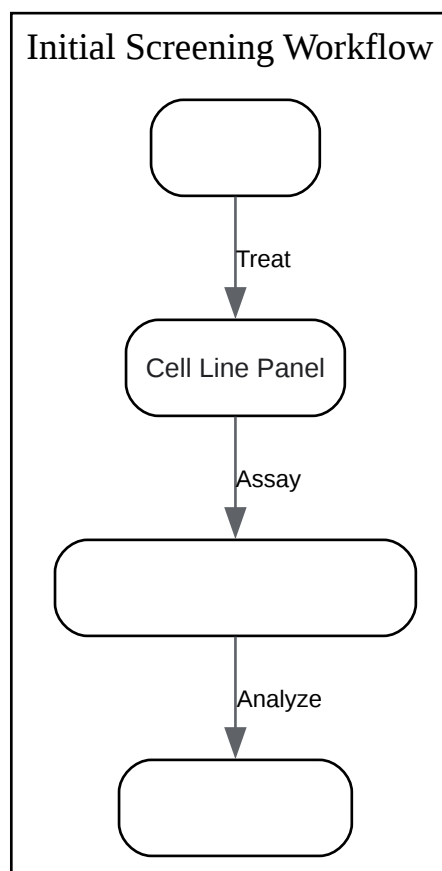 Initial Screening Workflow
Treat
Cell Line Panel
Assay
Analyze